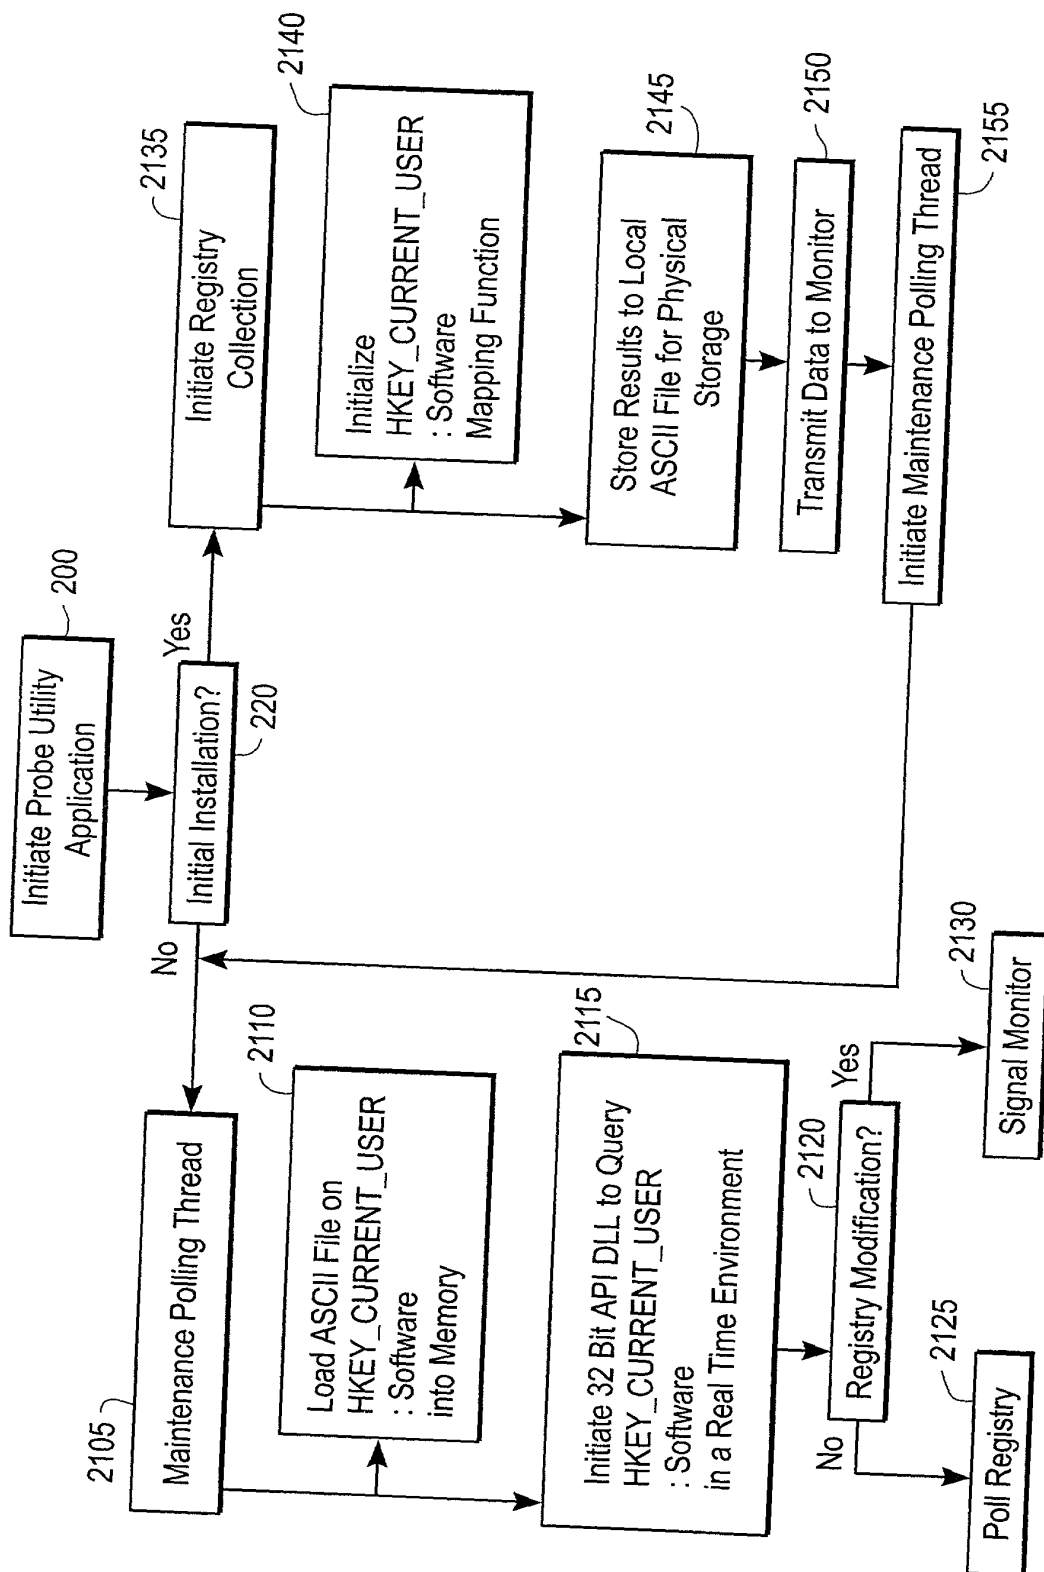 Initiate Probe Utility
Application
200
Initial Installation?
220
No
Yes
Maintenance Polling Thread
2105
Load ASCII File on
HKEY_CURRENT_USER
: Software
into Memory
2110
Initiate 32 Bit API DLL to Query
HKEY_CURRENT_USER
: Software
in a Real Time Environment
2115
Registry Modification?
2120
No
Yes
Poll Registry
2125
Signal Monitor
2130
Initiate Registry
Collection
2135
Initialize
HKEY_CURRENT_USER
: Software
Mapping Function
2140
Store Results to Local
ASCII File for Physical
Storage
2145
Transmit Data to Monitor
2150
Initiate Maintenance Polling Thread
2155